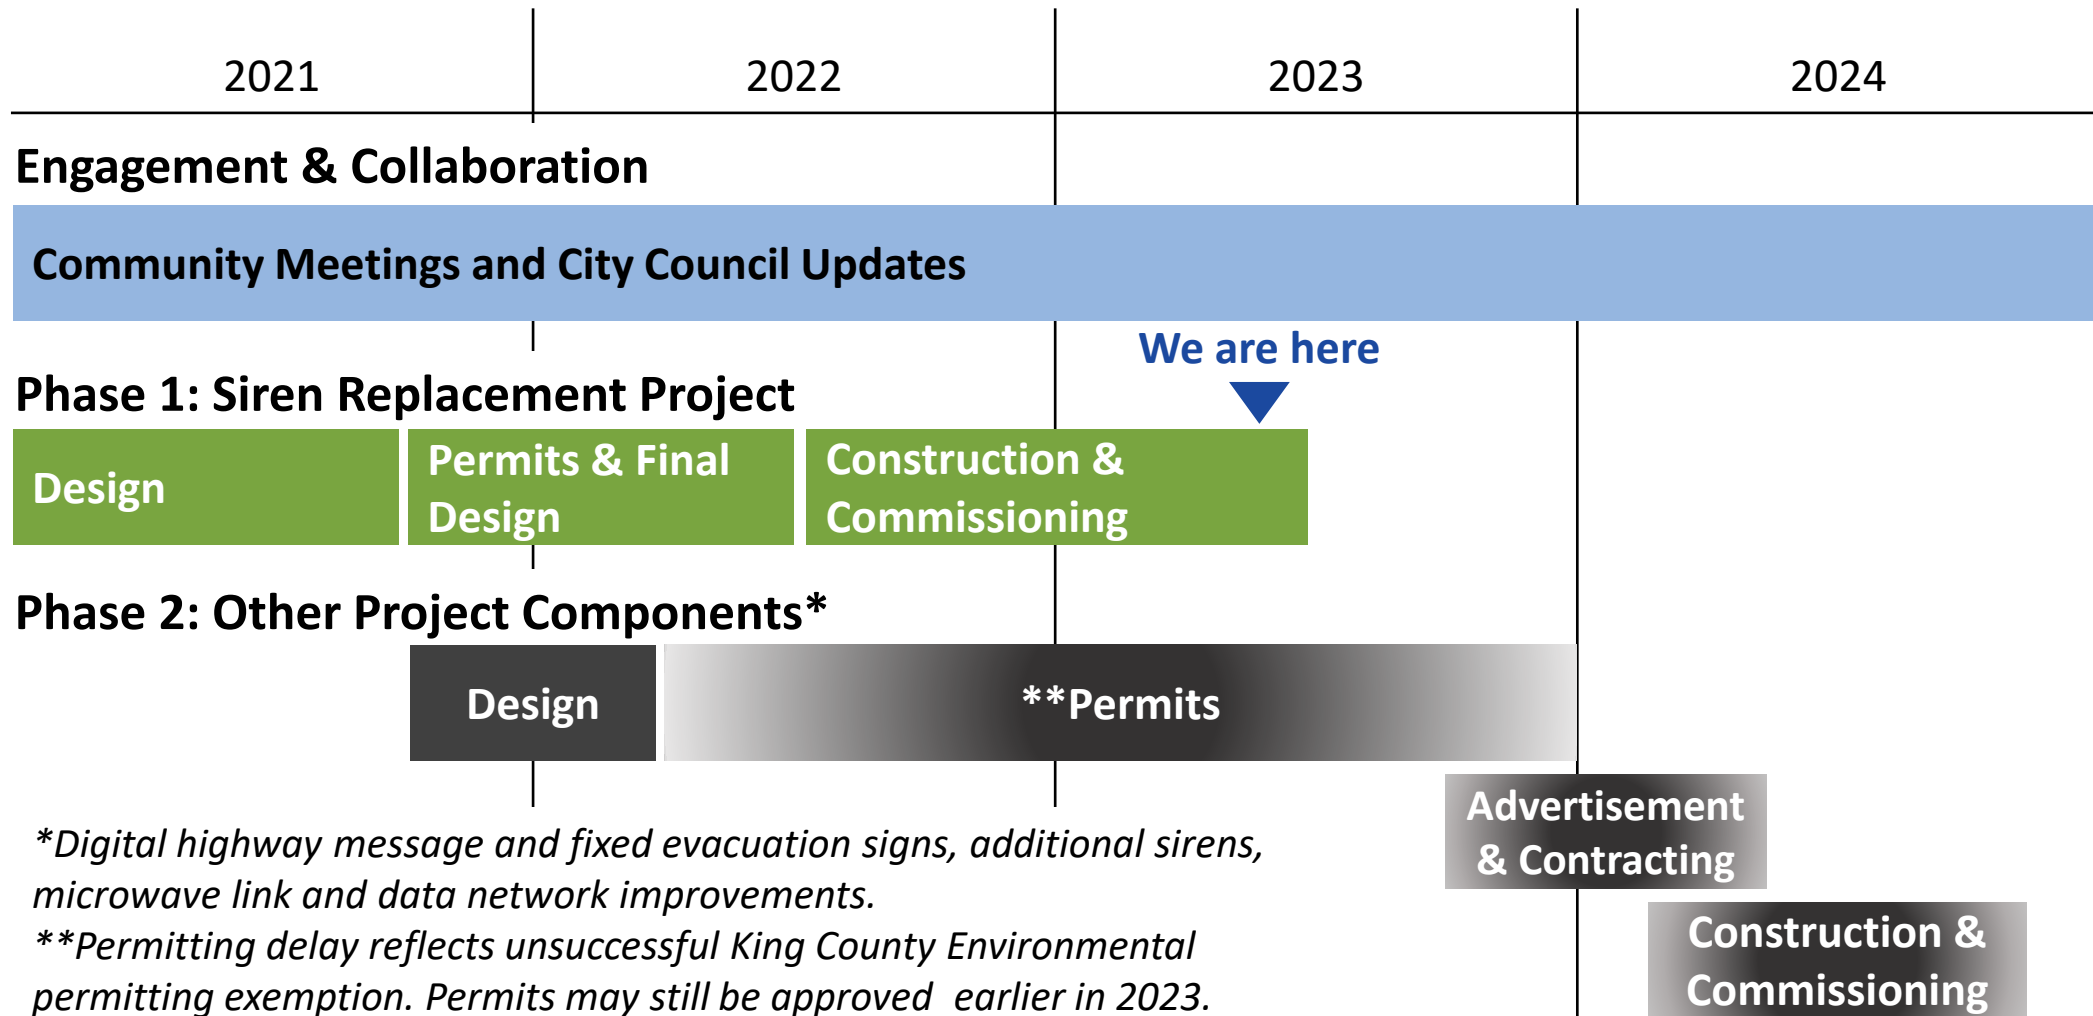 2021 2022 2023 2024
Engagement & Collaboration
Community Meetings and City Council Updates
We are here
Phase 1: Siren Replacement Project
Design
Permits & Final
Design
Construction &
Commissioning
Phase 2: Other Project Components*
Design
**Permits
Advertisement
& Contracting
Construction &
Commissioning
*Digital highway message and fixed evacuation signs, additional sirens,
microwave link and data network improvements.
**Permitting delay reflects unsuccessful King County Environmental
permitting exemption. Permits may still be approved  earlier in 2023.